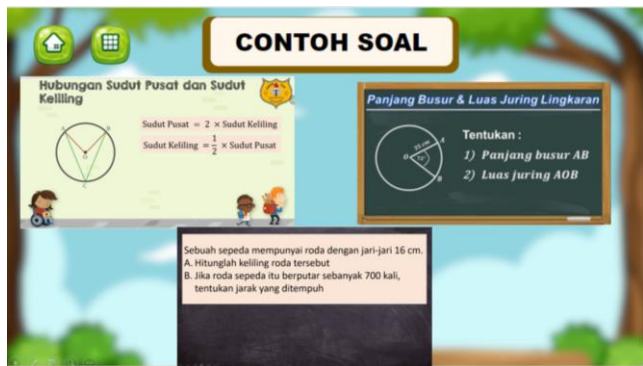 CONTOH SOAL
Hubungan Sudut Pusat dan Sudut
Keliling
Sudut Pusat = 2 × Sudut Keliling
Sudut Keliling = 1/2 × Sudut Pusat
A
B
O
C
Panjang Busur & Luas Juring Lingkaran
35 cm
A
O
72°
B
Tentukan :
1) Panjang busur AB
2) Luas juring AOB
Sebuah sepeda mempunyai roda dengan jari-jari 16 cm.
A. Hitunglah keliling roda tersebut
B. Jika roda sepeda itu berputar sebanyak 700 kali,
tentukan jarak yang ditempuh